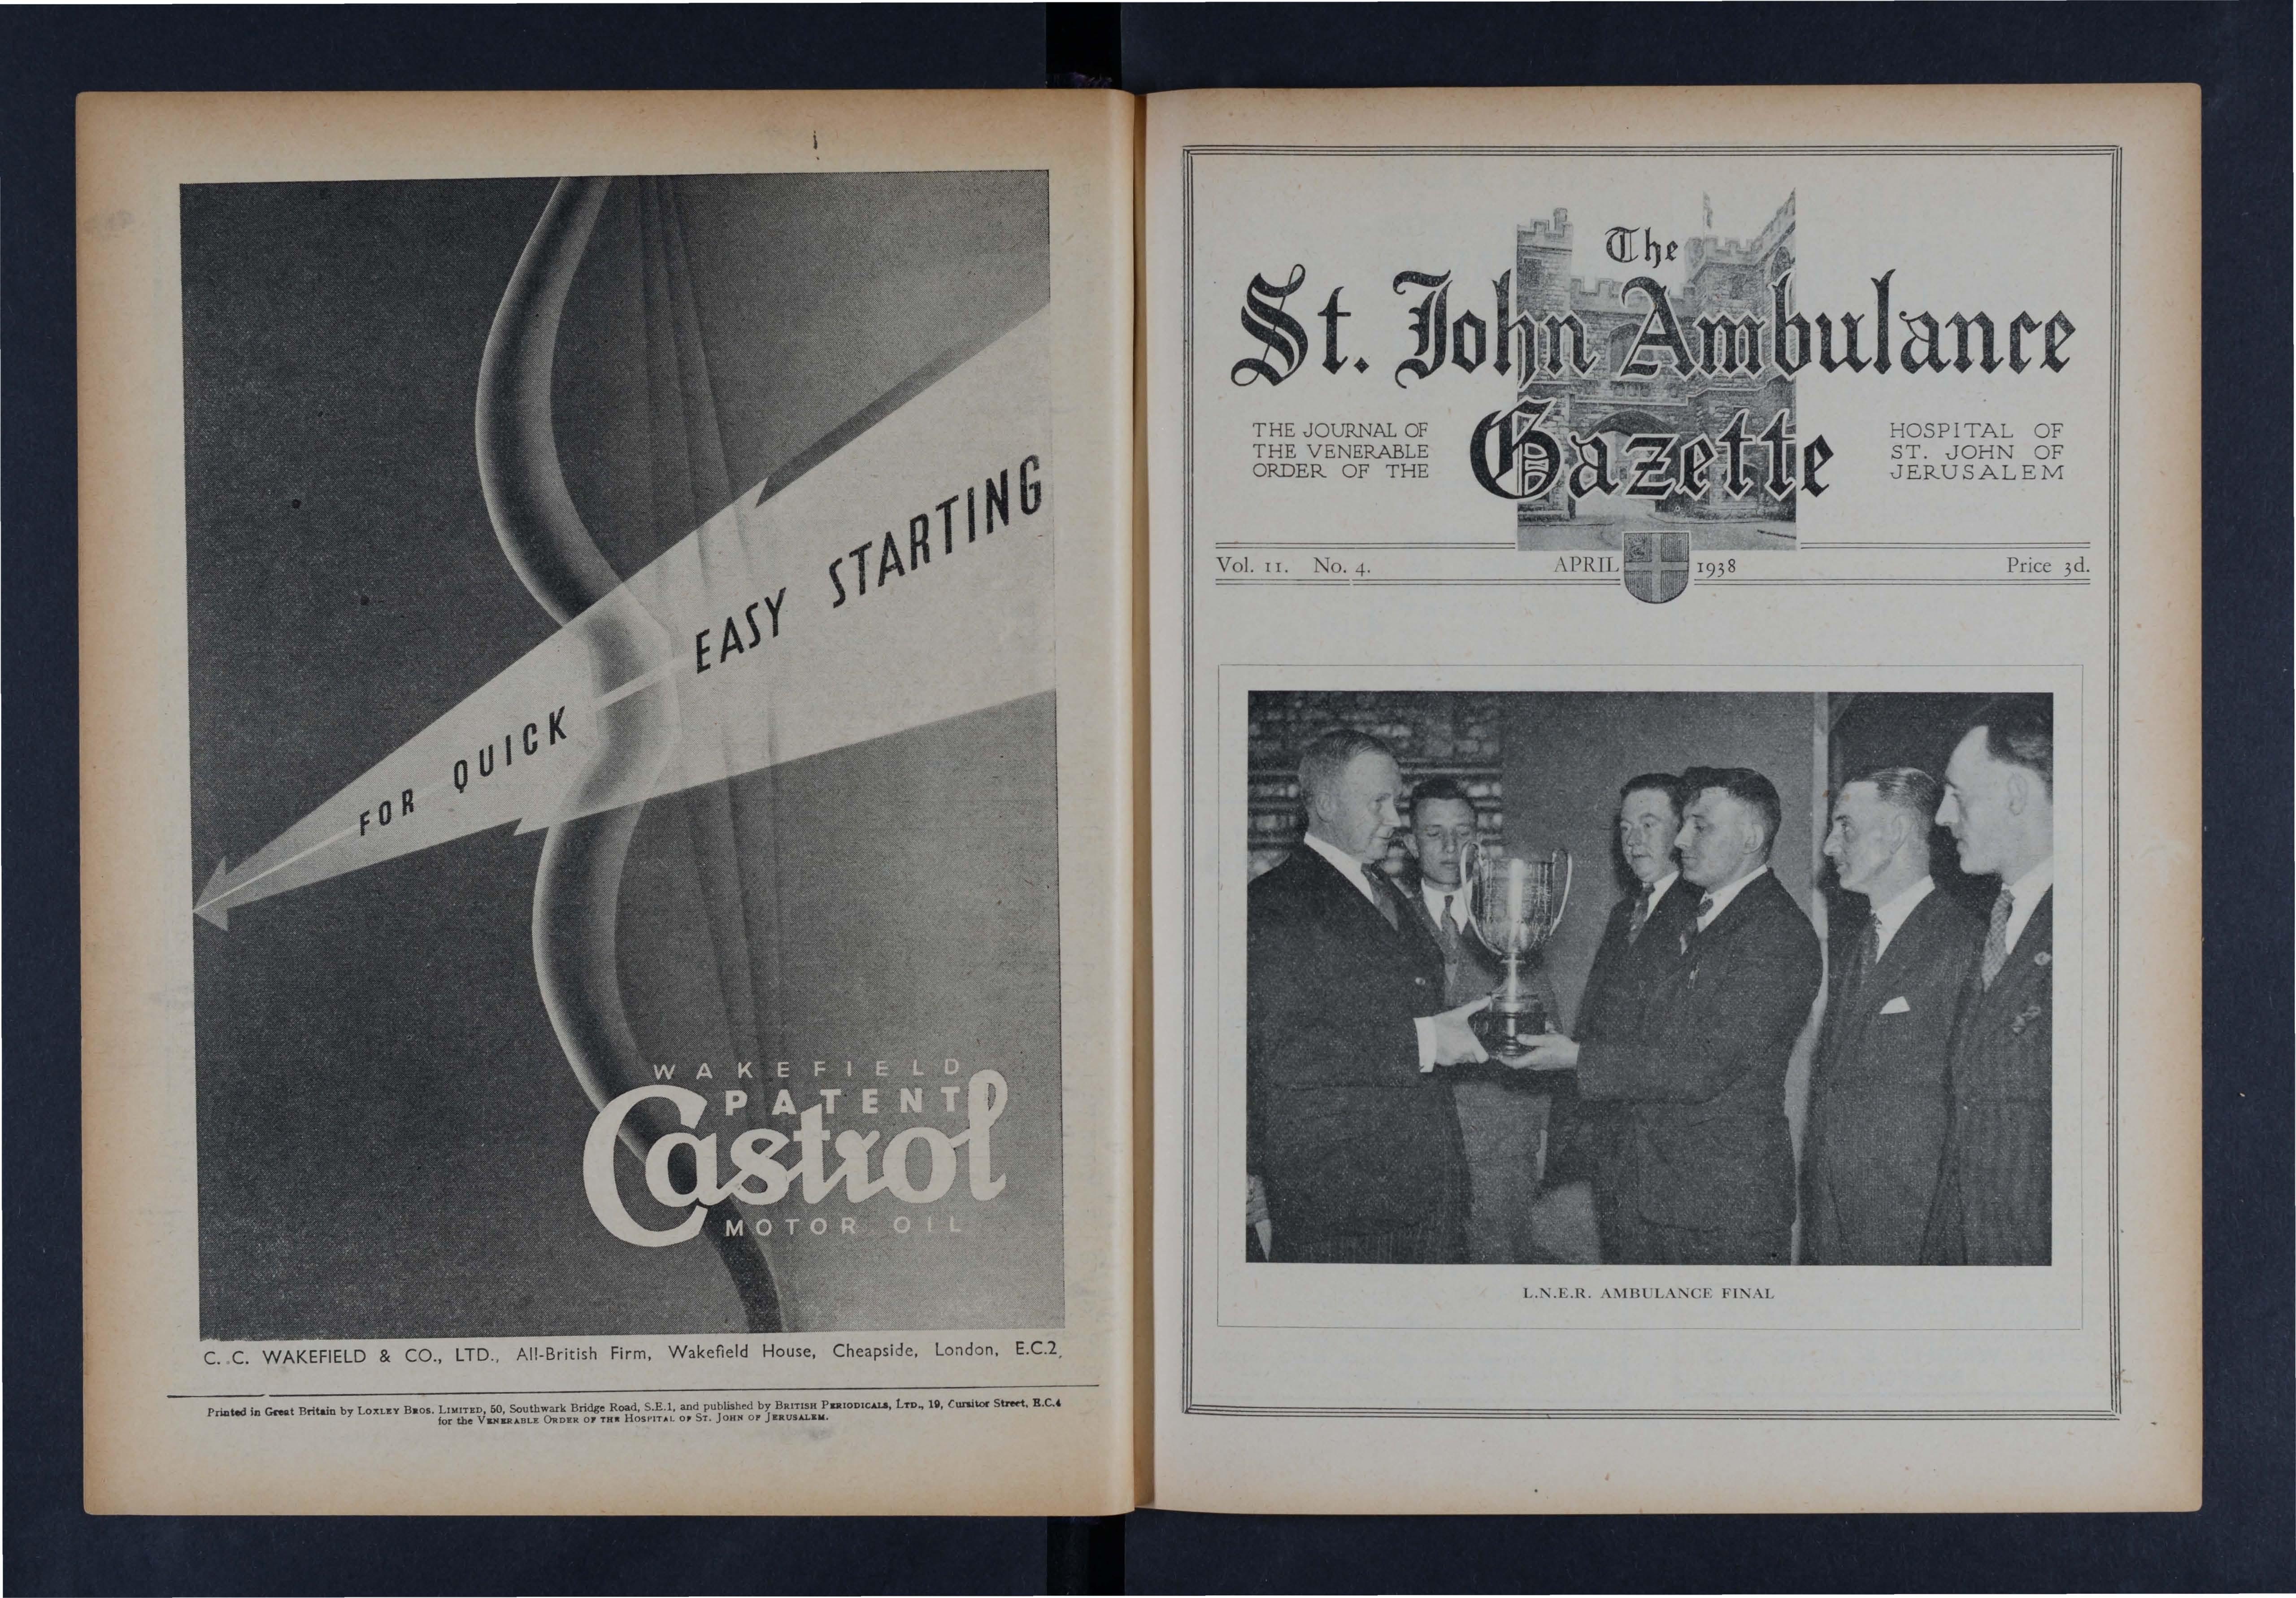 FOR QUICK EASY STARTING
WAKEFIELD
PATENT
Castrol
MOTOR OIL
C. C. WAKEFIELD & CO., LTD., All-British Firm, Wakefield House, Cheapside, London, E.C.2.
Printed in Great Britain by LOXLEY BROS. LIMITED, 50, Southwark Bridge Road, S.E.1, and published by BRITISH PERIODICALS, LTD., 19, Cursitor Street, E.C.4
for the VENERABLE ORDER OF THE HOSPITAL OF ST. JOHN OF JERUSALEM.
The
St. John Ambulance
Gazette
THE JOURNAL OF
THE VENERABLE
ORDER OF THE
HOSPITAL OF
ST. JOHN OF
JERUSALEM
Vol. 11. No. 4. APRIL 1938 Price 3d.
L.N.E.R. AMBULANCE FINAL